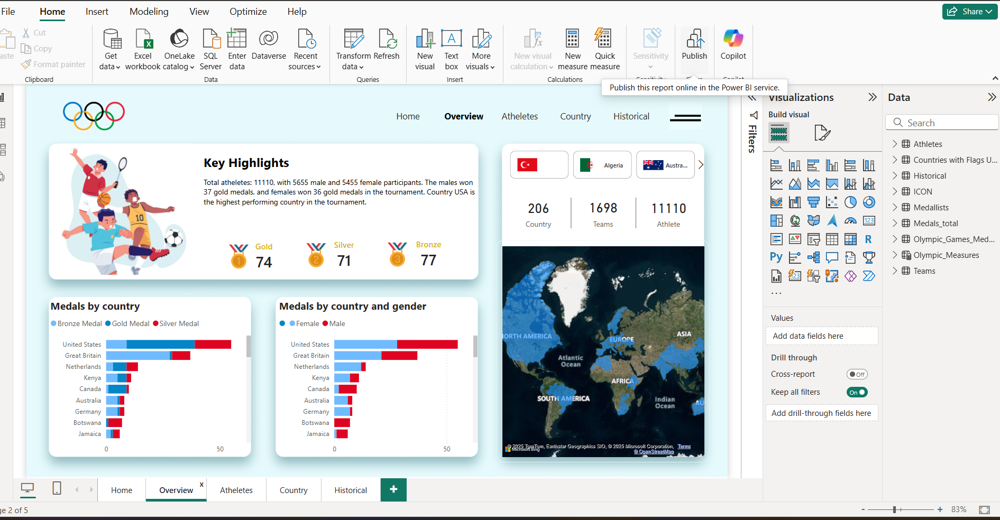 File
Home
Insert
Modeling
View
Optimize
Help
Share
Cut
Copy
Format painter
Clipboard
Get data
Excel workbook
OneLake catalog
SQL Server
Enter data
Dataverse
Recent sources
Data
Transform data
Refresh
Queries
New visual
Text box
More visuals
Insert
New visual calculation
New measure
Quick measure
Calculations
Sensitivity
Publish
Copilot
Publish this report online in the Power BI service.
Home
Overview
Atheletes
Country
Historical
Key Highlights
Total atheletes: 11110, with 5655 male and 5455 female participants. The males won
37 gold medals, and females won 36 gold medals in the tournament. Country USA is
the highest performing country in the tournament.
1
Gold
74
2
Silver
71
3
Bronze
77
10
Algeria
Austra...
206
Country
1698
Teams
11110
Athlete
Medals by country
Bronze Medal
Gold Medal
Silver Medal
United States
Great Britain
Netherlands
Kenya
Canada
Australia
Germany
Botswana
Jamaica
0
50
Medals by country and gender
Female
Male
United States
Great Britain
Netherlands
Kenya
Canada
Australia
Germany
Botswana
Jamaica
0
50
ORTH AMERICA
EUROPE
ASIA
Atlantic
Ocean
AFRICA
SOUTH AMERICA
Indian
Ocean
AU
© 2025 TomTom, Earthstar Geographics SIO, © 2025 Microsoft Corporation, Terms
Microsoft Bing
© OpenStreetMap
Filters
Visualizations
Build visual
123
R
Py
123
...
Values
Add data fields here
Drill through
Cross-report
Off
Keep all filters
On
Add drill-through fields here
Data
Search
Athletes
Countries with Flags U...
Historical
ICON
Medallists
Medals_total
Olympic_Games_Med...
Olympic_Measures
Teams
Home
Overview
x
Atheletes
Country
Historical
+
ge 2 of 5
-
+
83%